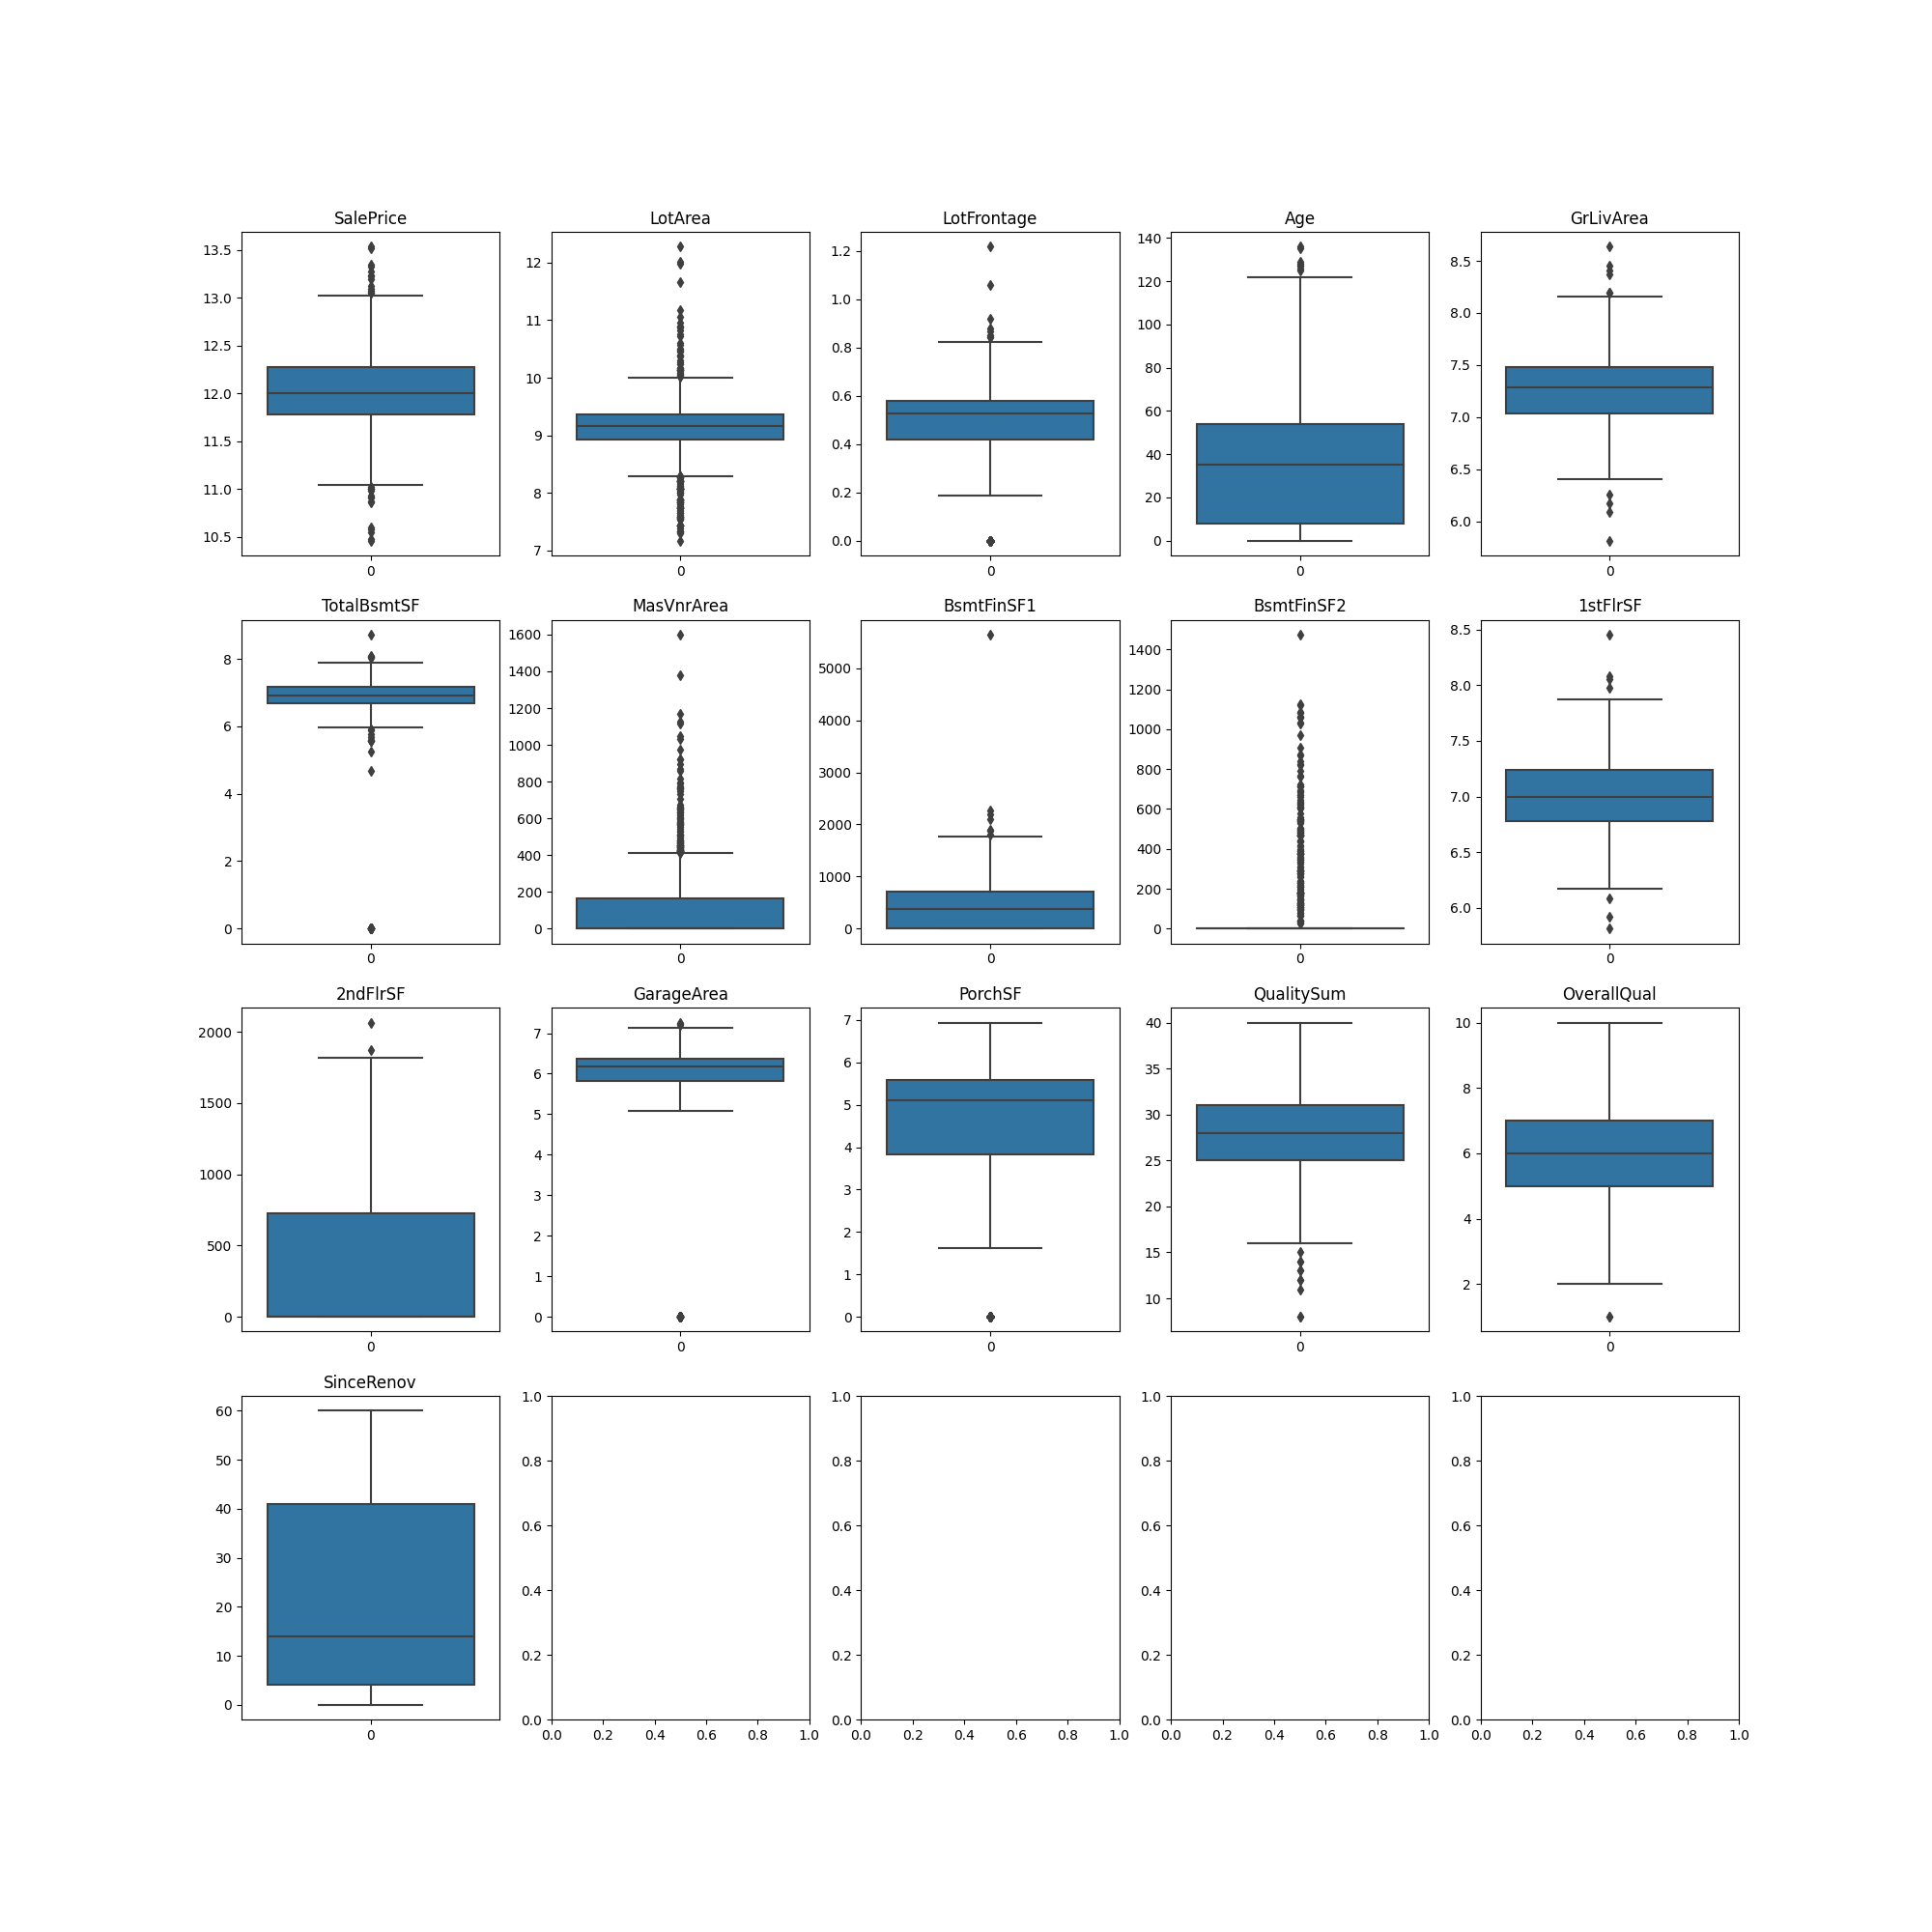 SalePrice LotArea LotFrontage Age GrLivArea
13.5 13.0 12.5 12.0 11.5 11.0 10.5
12 11 10 9 8 7
1.2 1.0 0.8 0.6 0.4 0.2 0.0
140 120 100 80 60 40 20 0
8.5 8.0 7.5 7.0 6.5 6.0
0 0 0 0 0
TotalBsmtSF MasVnrArea BsmtFinSF1 BsmtFinSF2 1stFlrSF
8 6 4 2 0
1600 1400 1200 1000 800 600 400 200 0
5000 4000 3000 2000 1000 0
1400 1200 1000 800 600 400 200 0
8.5 8.0 7.5 7.0 6.5 6.0
0 0 0 0 0
2ndFlrSF GarageArea PorchSF QualitySum OverallQual
2000 1500 1000 500 0
7 6 5 4 3 2 1 0
7 6 5 4 3 2 1 0
40 35 30 25 20 15 10
10 8 6 4 2
0 0 0 0 0
SinceRenov
60 50 40 30 20 10 0
1.0 0.8 0.6 0.4 0.2 0.0
1.0 0.8 0.6 0.4 0.2 0.0
1.0 0.8 0.6 0.4 0.2 0.0
1.0 0.8 0.6 0.4 0.2 0.0
0 0.0 0.2 0.4 0.6 0.8 1.0 0.0 0.2 0.4 0.6 0.8 1.0 0.0 0.2 0.4 0.6 0.8 1.0 0.0 0.2 0.4 0.6 0.8 1.0